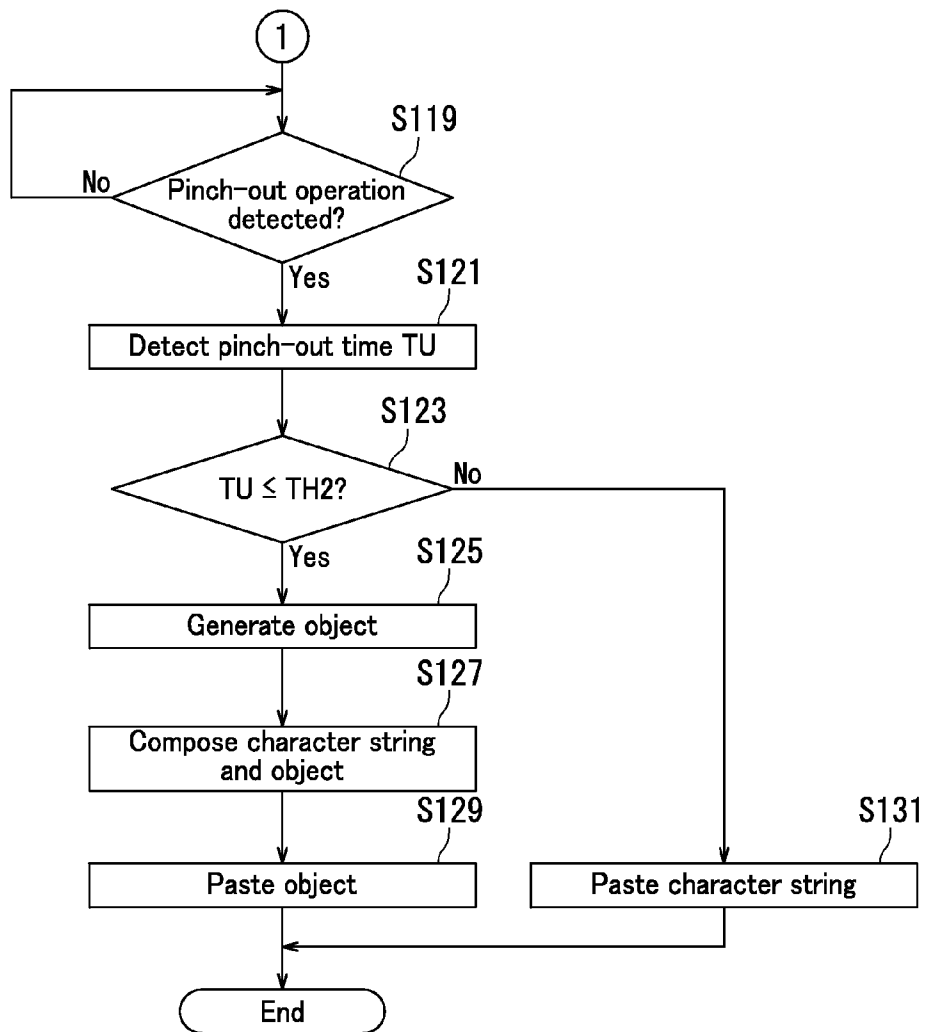 1
S119
No
Pinch-out operation
detected?
Yes
S121
Detect pinch-out time TU
S123
TU ≦ TH2?
No
Yes
S125
Generate object
S127
Compose character string
and object
S129
Paste object
S131
Paste character string
End